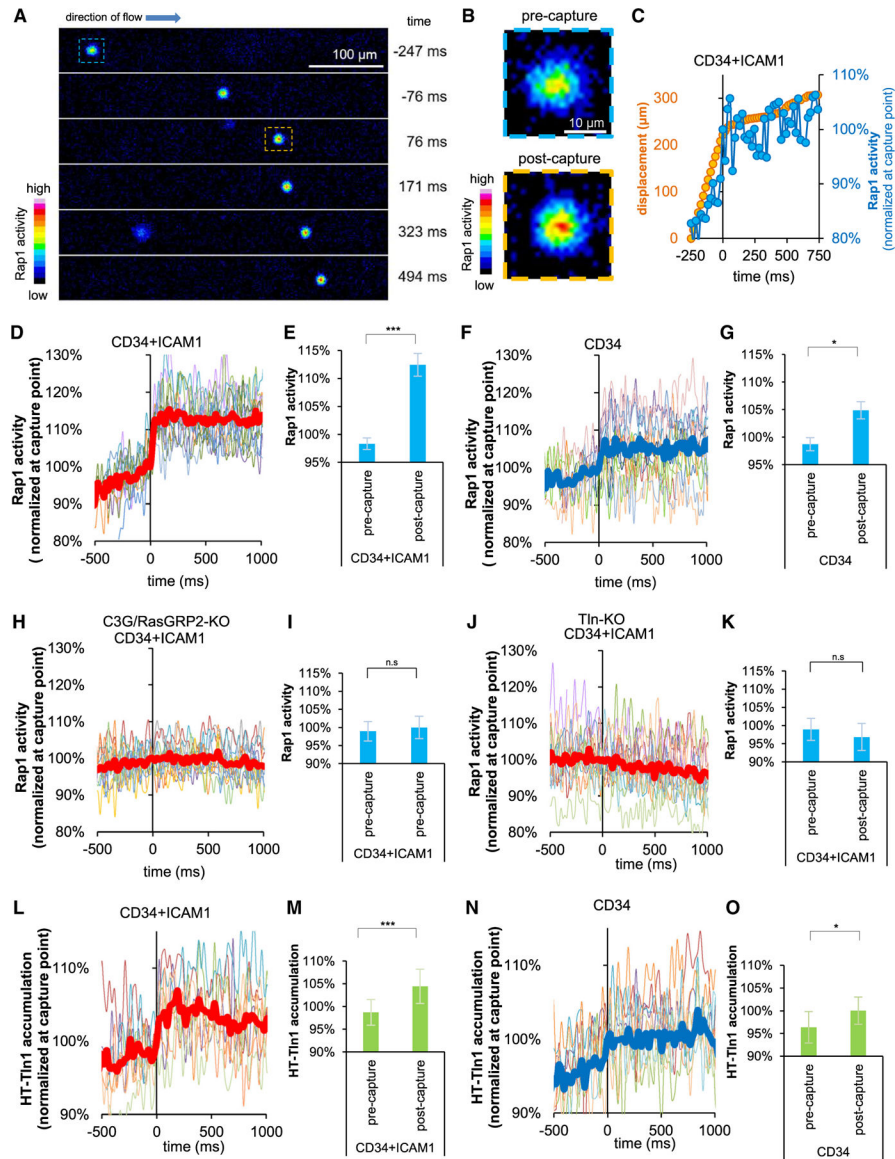 A
direction of flow
time
100 µm
-247 ms
-76 ms
76 ms
171 ms
323 ms
494 ms
high
Rap1 activity
low
B
pre-capture
10 µm
post-capture
high
Rap1 activity
low
C
CD34+ICAM1
displacement (µm)
300
200
100
0
110%
100%
90%
80%
Rap1 activity
(normalized at capture point)
-250 0 250 500 750
time (ms)
D
CD34+ICAM1
Rap1 activity
( normalized at capture point)
130%
120%
110%
100%
90%
80%
-500 0 500 1000
time (ms)
E
***
Rap1 activity
115%
110%
105%
100%
95%
pre-capture
post-capture
CD34+ICAM1
F
CD34
Rap1 activity
( normalized at capture point)
130%
120%
110%
100%
90%
80%
-500 0 500 1000
time (ms)
G
*
Rap1 activity
115%
110%
105%
100%
95%
pre-capture
post-capture
CD34
H
C3G/RasGRP2-KO
CD34+ICAM1
Rap1 activity
(normalized at capture point)
130%
120%
110%
100%
90%
80%
-500 0 500 1000
time (ms)
I
n.s
Rap1 activity
115%
110%
105%
100%
95%
90%
pre-capture
pre-capture
CD34+ICAM1
J
Tln-KO
CD34+ICAM1
Rap1 activity
(normalized at capture point)
130%
120%
110%
100%
90%
80%
-500 0 500 1000
time (ms)
K
n.s
Rap1 activity
115%
110%
105%
100%
95%
90%
pre-capture
post-capture
CD34+ICAM1
L
CD34+ICAM1
HT-Tln1 accumulation
(normalized at capture point)
110%
100%
90%
-500 0 500 1000
time (ms)
M
***
HT-Tln1 accumulation
110%
105%
100%
95%
90%
pre-capture
post-capture
CD34+ICAM1
N
CD34
HT-Tln1 accumulation
(normalized at capture point)
110%
100%
90%
-500 0 500 1000
time (ms)
O
*
HT-Tln1 accumulation
110%
105%
100%
95%
90%
pre-capture
post-capture
CD34